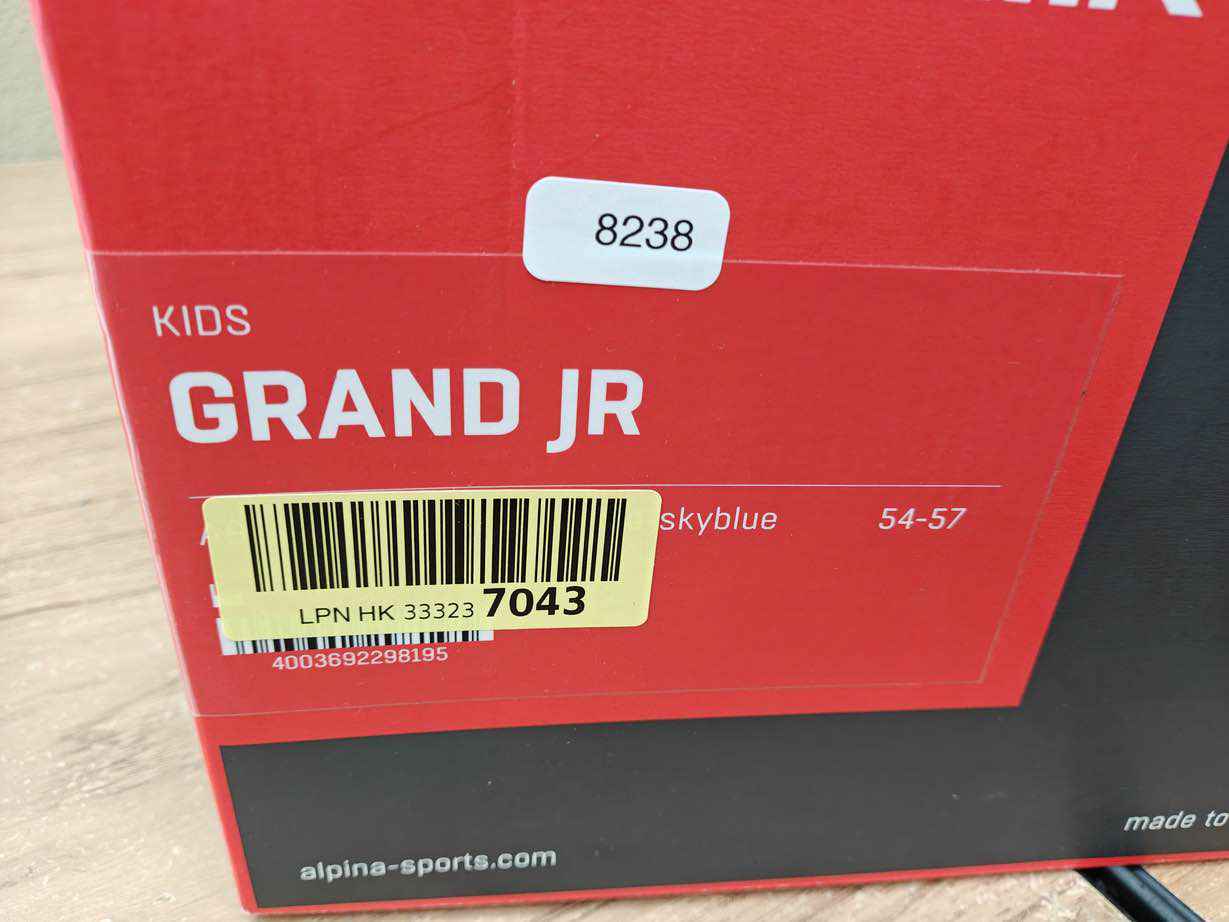 8238
KIDS
GRAND JR
skyblue 54-57
LPN HK 33323 7043
4003692298195
made to
alpina-sports.com